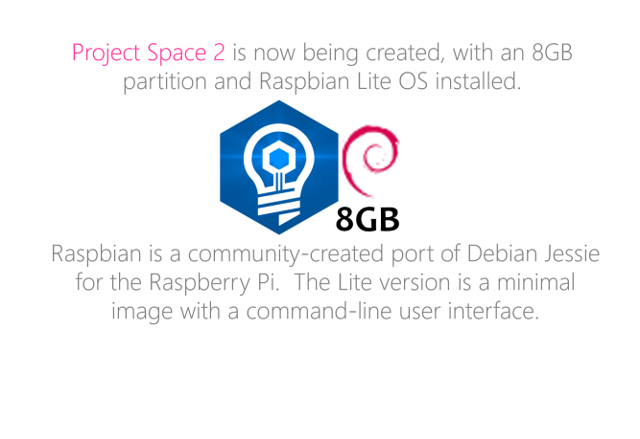 Project Space 2 is now being created, with an 8GB
partition and Raspbian Lite OS installed.
8GB
Raspbian is a community-created port of Debian Jessie
for the Raspberry Pi.  The Lite version is a minimal
image with a command-line user interface.